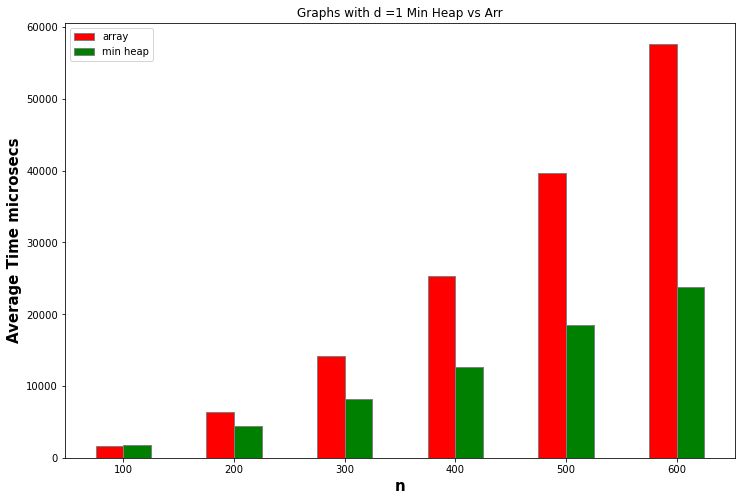 Graphs with d =1 Min Heap vs Arr
array
min heap
Average Time microsecs
60000
50000
40000
30000
20000
10000
0
100 200 300 400 500 600
n